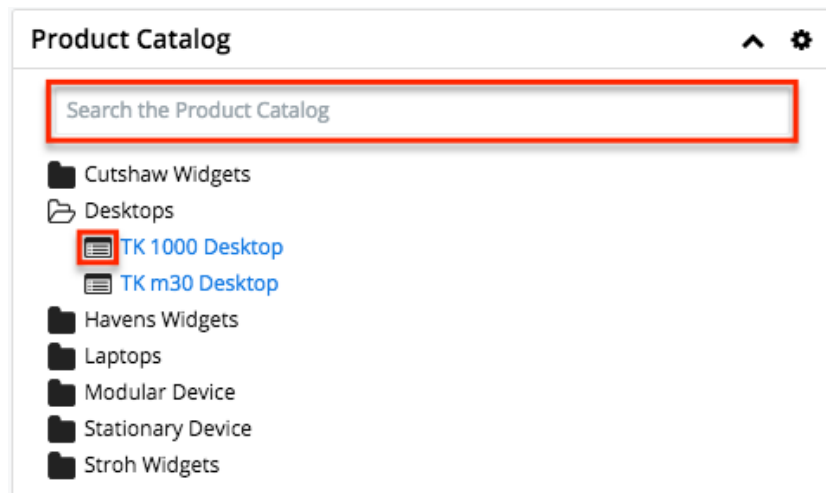 Product Catalog
Search the Product Catalog
Cutshaw Widgets
Desktops
TK 1000 Desktop
TK m30 Desktop
Havens Widgets
Laptops
Modular Device
Stationary Device
Stroh Widgets